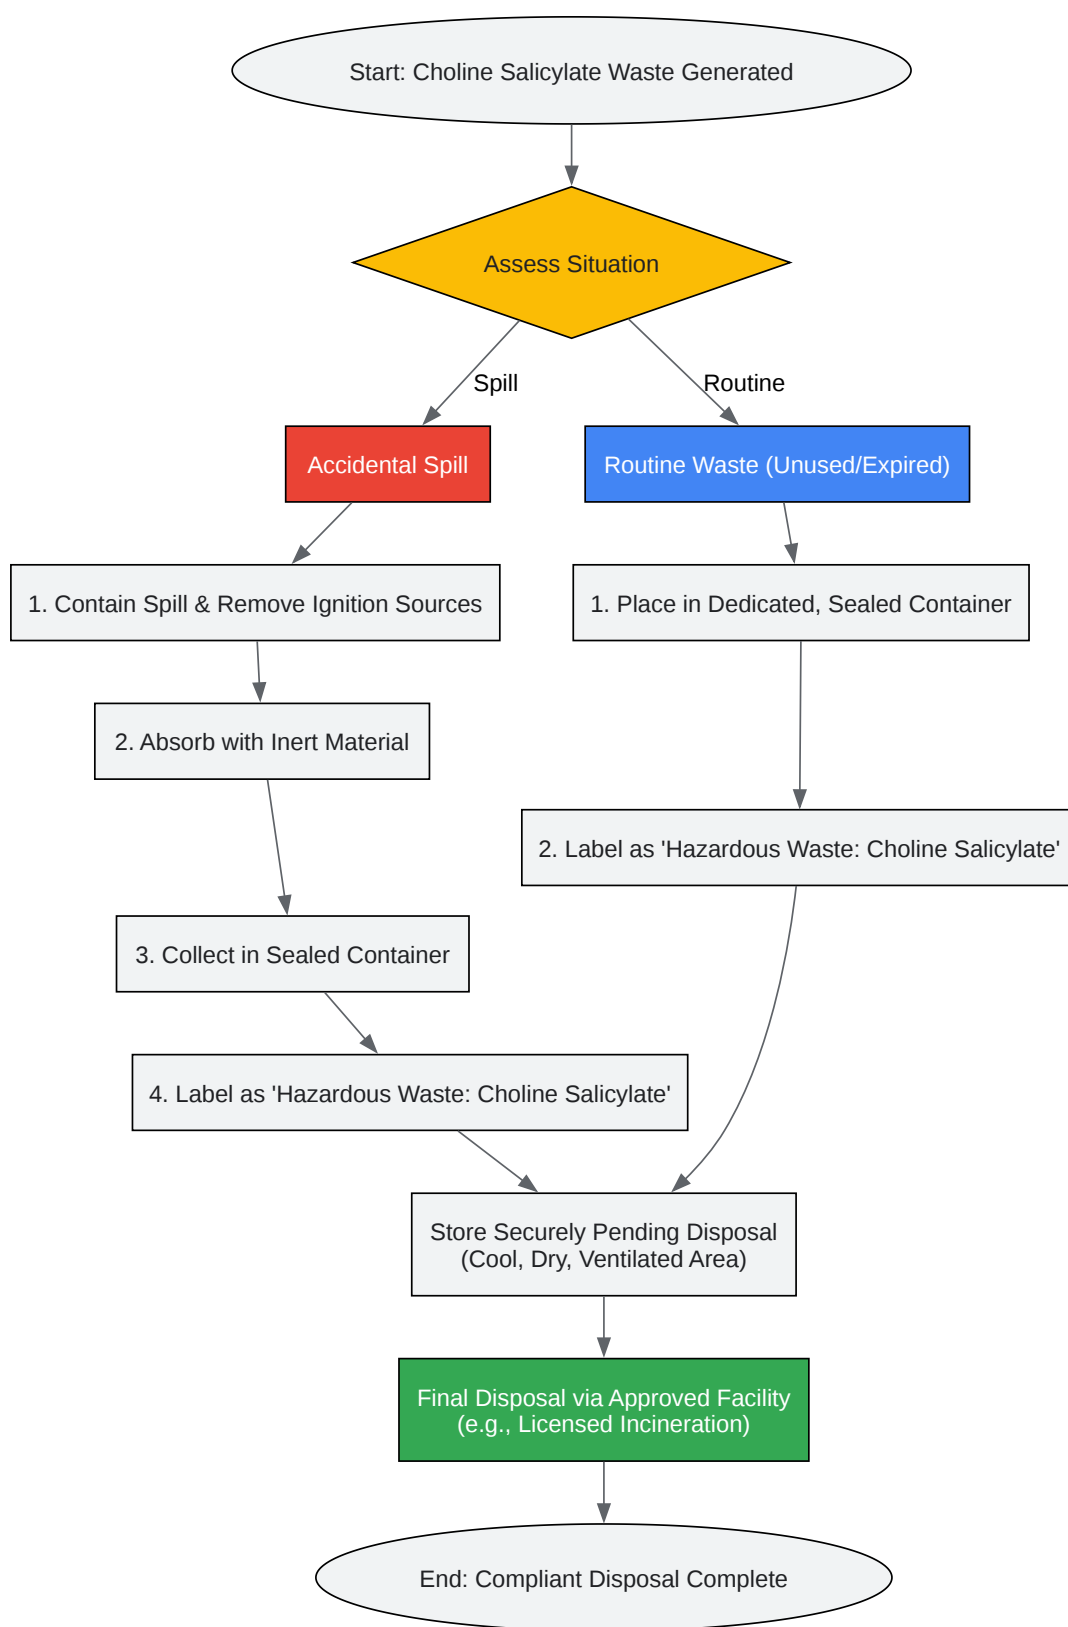 Start: Choline Salicylate Waste Generated
Assess Situation
Spill
Routine
Accidental Spill
Routine Waste (Unused/Expired)
1. Contain Spill & Remove Ignition Sources
1. Place in Dedicated, Sealed Container
2. Absorb with Inert Material
2. Label as 'Hazardous Waste: Choline Salicylate'
3. Collect in Sealed Container
4. Label as 'Hazardous Waste: Choline Salicylate'
Store Securely Pending Disposal
(Cool, Dry, Ventilated Area)
Final Disposal via Approved Facility
(e.g., Licensed Incineration)
End: Compliant Disposal Complete